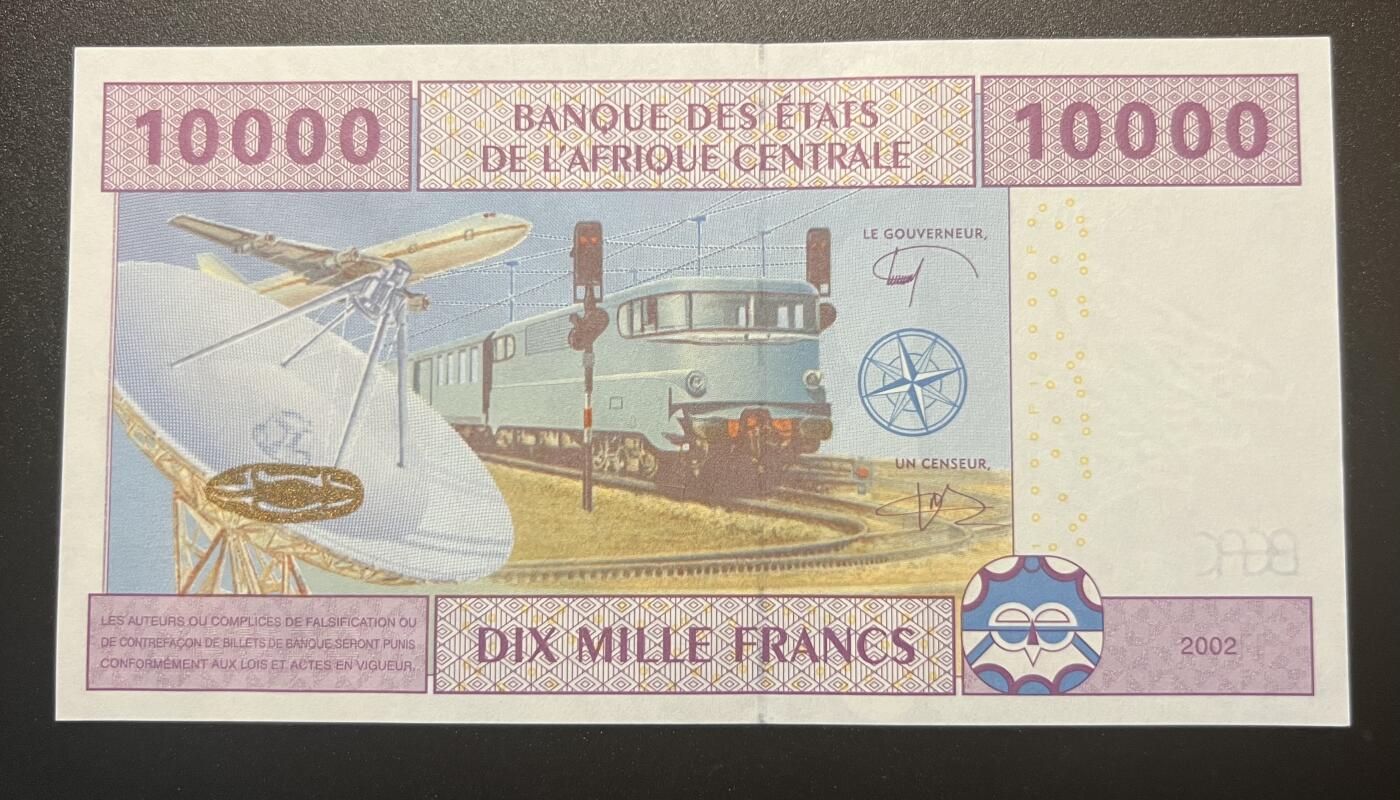 10000
BANQUE DES ÉTATS
DE L'AFRIQUE CENTRALE
10000
LE GOUVERNEUR,
UN CENSEUR,
BEAC
LES AUTEURS OU COMPLICES DE FALSIFICATION OU
DE CONTREFAÇON DE BILLETS DE BANQUE SERONT PUNIS
CONFORMÉMENT AUX LOIS ET ACTES EN VIGUEUR.
DIX MILLE FRANCS
2002